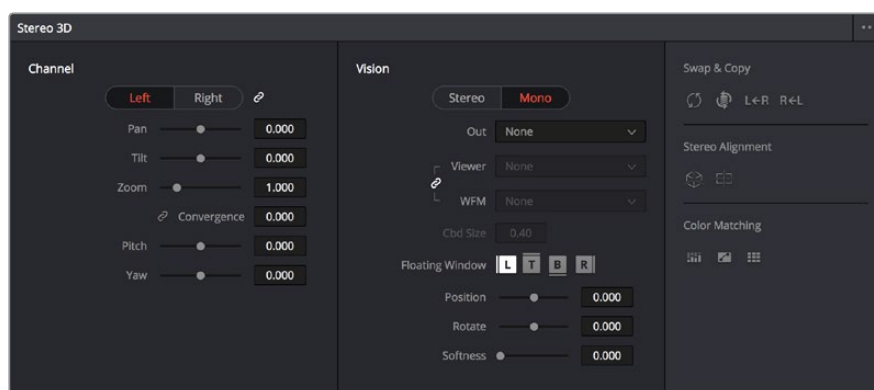 Stereo 3D
Channel
Left Right
Pan 0.000
Tilt 0.000
Zoom 1.000
Convergence 0.000
Pitch 0.000
Yaw 0.000
Vision
Stereo Mono
Out None
Viewer None
WFM None
Cbd Size 0.40
Floating Window L T B R
Position 0.000
Rotate 0.000
Softness 0.000
Swap & Copy
L←R R←L
Stereo Alignment
Color Matching